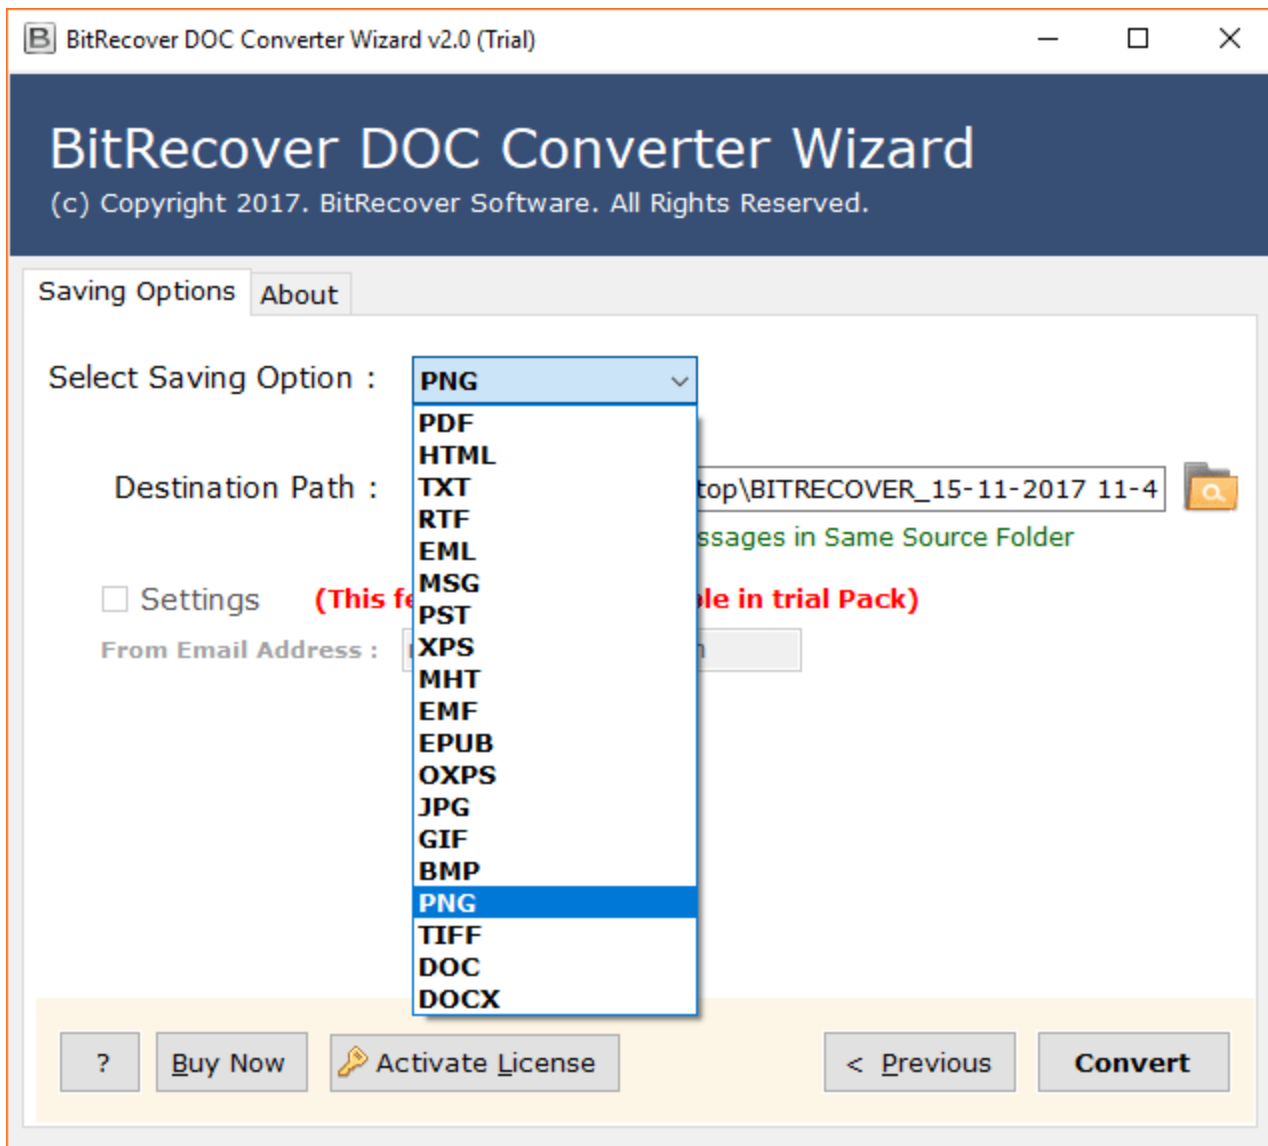 B BitRecover DOC Converter Wizard v2.0 (Trial)
BitRecover DOC Converter Wizard
(c) Copyright 2017. BitRecover Software. All Rights Reserved.
Saving Options About
Select Saving Option : PNG
PDF
HTML
Destination Path : TXT top\BITRECOVER_15-11-2017 11-4
RTF
EML ssages in Same Source Folder
MSG
Settings (This fe le in trial Pack)
PST
From Email Address : XPS
MHT
EMF
EPUB
OXPS
JPG
GIF
BMP
PNG
TIFF
DOC
DOCX
? Buy Now Activate License < Previous Convert